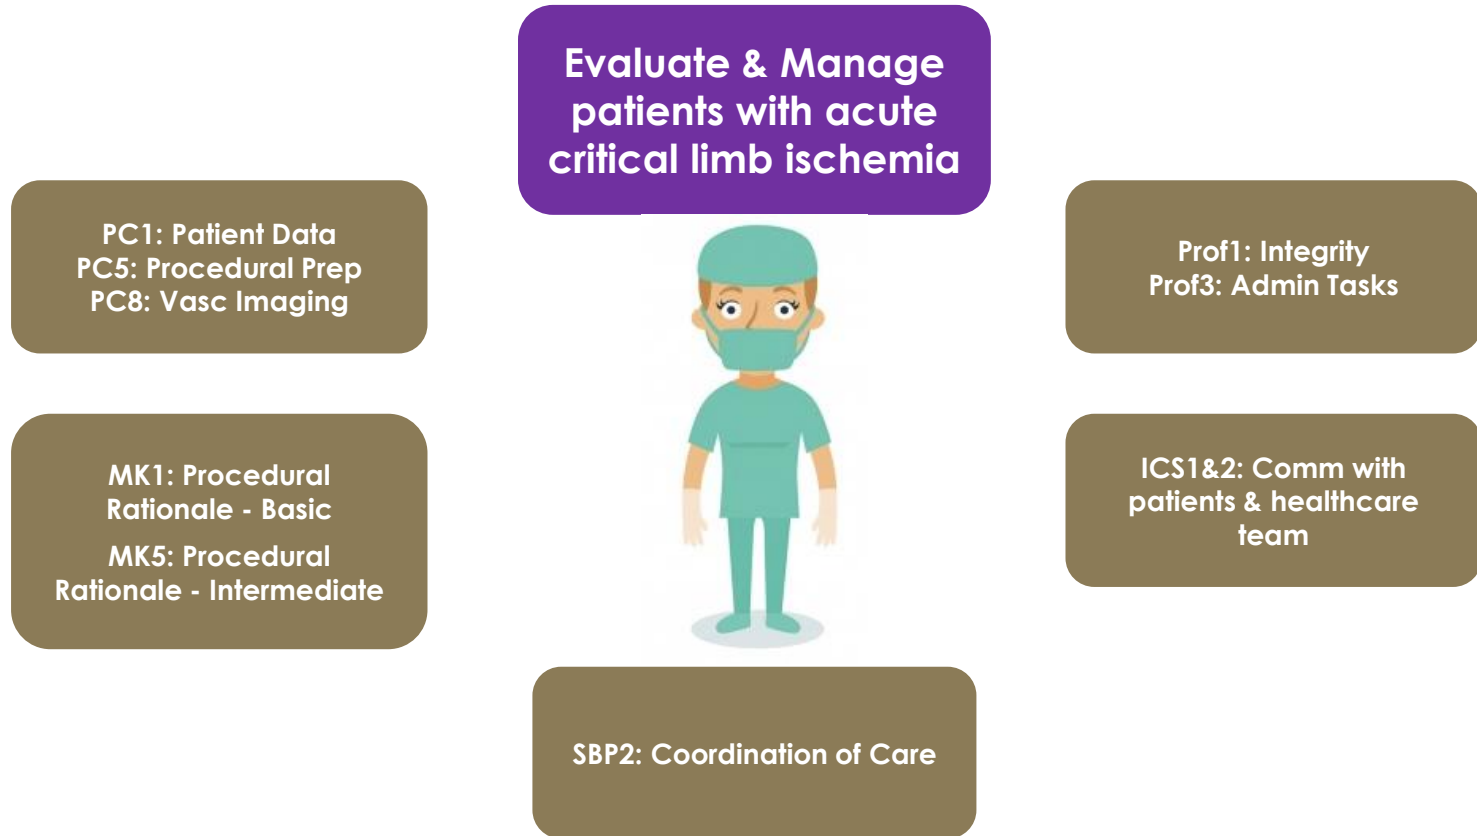 Evaluate & Manage
patients with acute
critical limb ischemia
PC1: Patient Data
PC5: Procedural Prep
PC8: Vasc Imaging
Prof1: Integrity
Prof3: Admin Tasks
MK1: Procedural
Rationale - Basic
MK5: Procedural
Rationale - Intermediate
ICS1&2: Comm with
patients & healthcare
team
SBP2: Coordination of Care